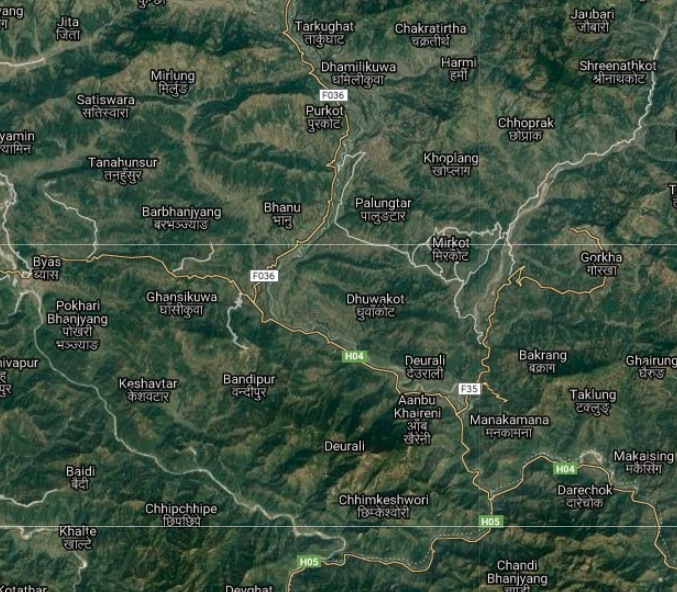 Jita
जिता
Tarkughat
तार्कुघाट
Chakratirtha
चक्रतीर्थ
Jaubari
जौबारी
Mirlung
मिर्लुङ
Dhamilikuwa
धमिलीकुवा
Harmi
हर्मी
Shreenathkot
श्रीनाथकोट
F036
Satiswara
सतिस्वारा
Purkot
पुरकोट
Chhoprak
छोप्राक
Tanahunsur
तनहुँसुर
Khoplang
खोप्लाग
Barbhanjyang
बरभञ्ज्याङ
Bhanu
भानु
Palungtar
पालुङटार
Mirkot
मिरकोट
Byas
ब्यास
F036
Gorkha
गोरखा
Ghansikuwa
घाँसीकुवा
Dhuwakot
धुवाँकोट
Pokhari
Bhanjyang
पोखरी
भञ्ज्याङ
H04
Deurali
देउराली
Bakrang
बक्राग
Ghairung
घैरुङ
Keshavtar
केशवटार
Bandipur
वन्दीपुर
F35
Taklung
टक्लुङ्
Aanbu
Khaireni
आँबु
खैरेनी
Manakamana
मनकामना
Deurali
Makaising
मकैसिंग
H04
Baidi
बैदी
Darechok
दारेचोक
Chhipchhipe
छिपछिपे
Chhimkeshwori
छिम्केश्वोरी
H05
Khalte
खाल्टे
H05
Chandi
Bhanjyang
Kotathar
Devghat